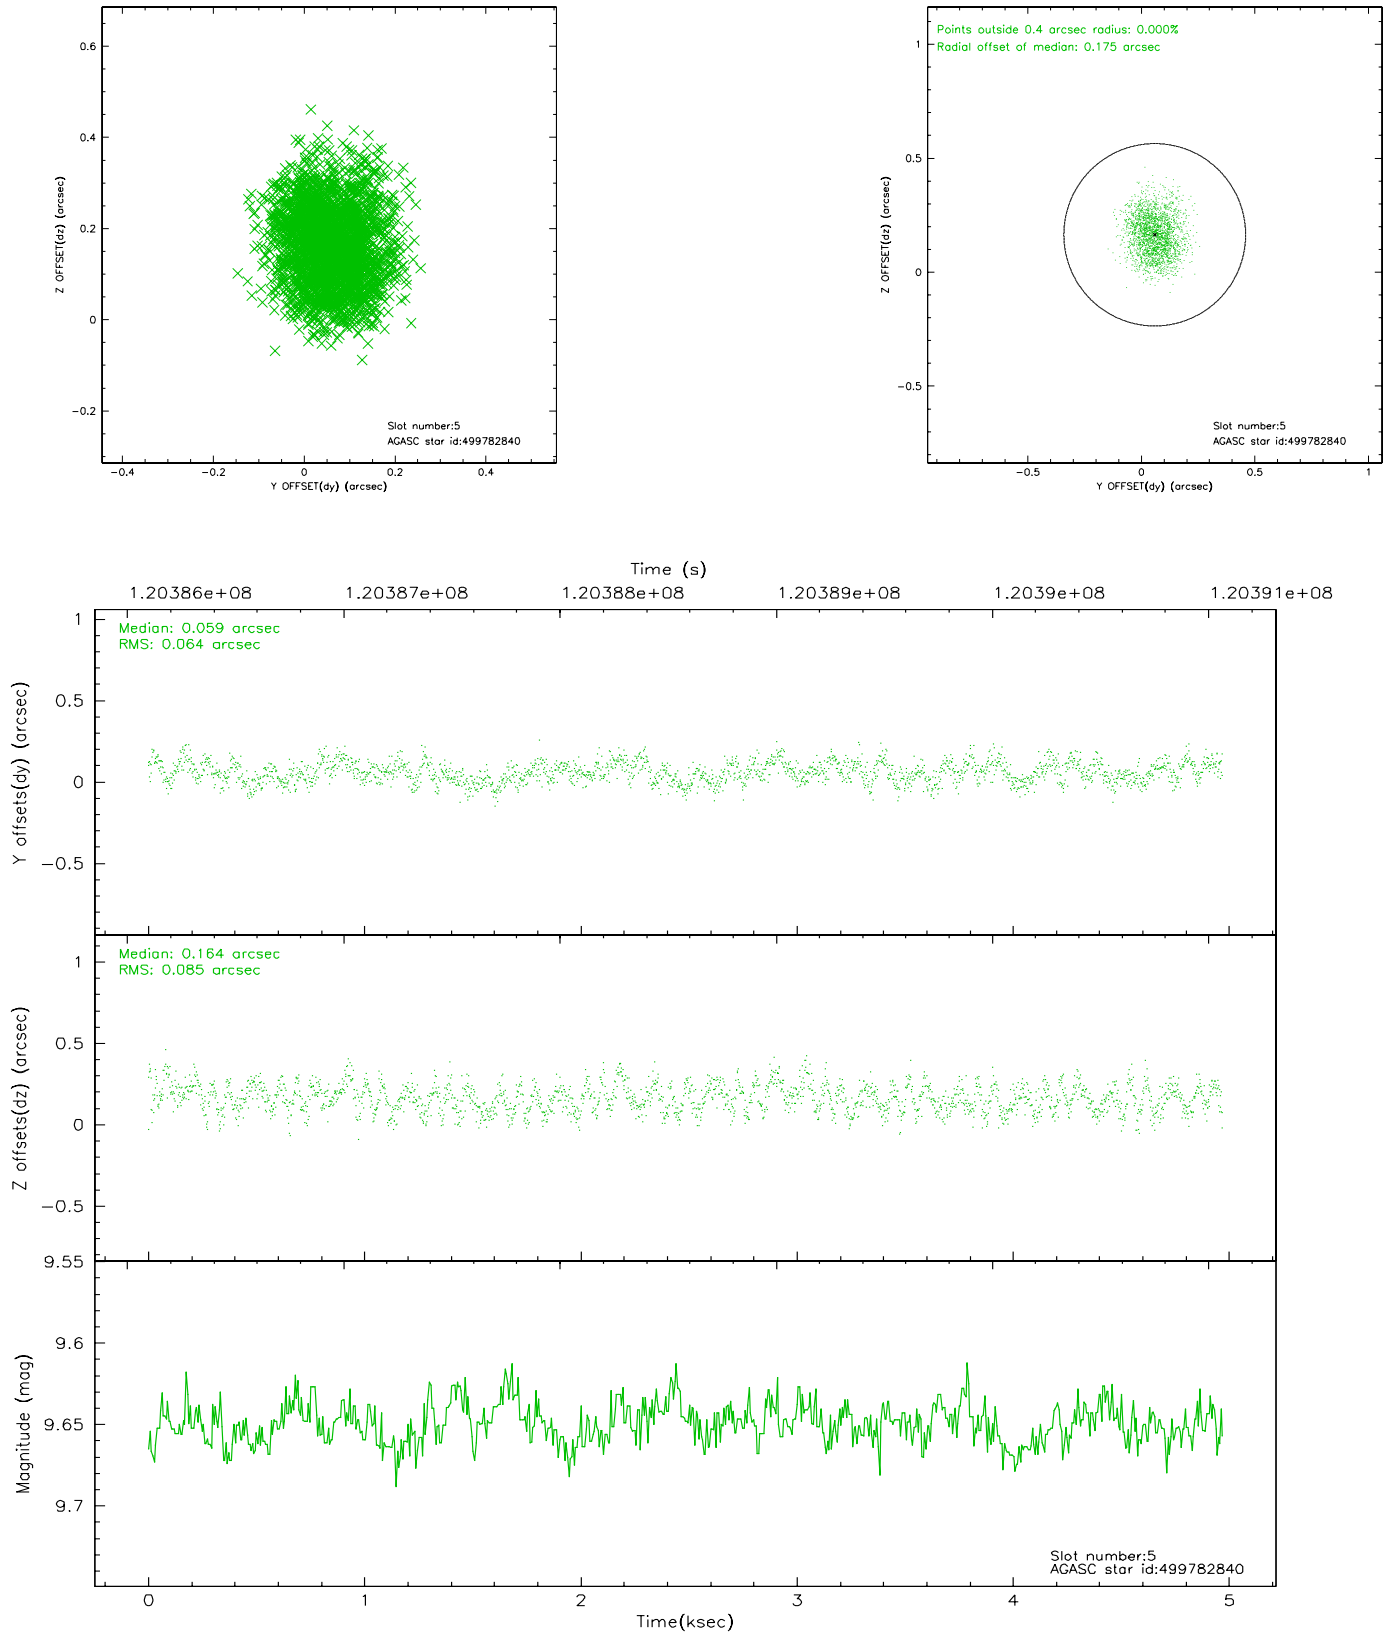 0.6
0.4
0.2
0
−0.2
Z OFFSET(dz) (arcsec)
Slot number:5
AGASC star id:499782840
−0.4
−0.2
0
0.2
0.4
Y OFFSET(dy) (arcsec)
Points outside 0.4 arcsec radius: 0.000%
Radial offset of median: 0.175 arcsec
1
0.5
0
−0.5
Z OFFSET(dz) (arcsec)
Slot number:5
AGASC star id:499782840
−0.5
0
0.5
1
Y OFFSET(dy) (arcsec)
Time (s)
1.20386e+08
1.20387e+08
1.20388e+08
1.20389e+08
1.2039e+08
1.20391e+08
Median: 0.059 arcsec
RMS: 0.064 arcsec
1
0.5
0
−0.5
Y offsets(dy) (arcsec)
Median: 0.164 arcsec
RMS: 0.085 arcsec
1
0.5
0
−0.5
Z offsets(dz) (arcsec)
9.55
9.6
9.65
9.7
Magnitude (mag)
Slot number:5
AGASC star id:499782840
0
1
2
3
4
5
Time(ksec)